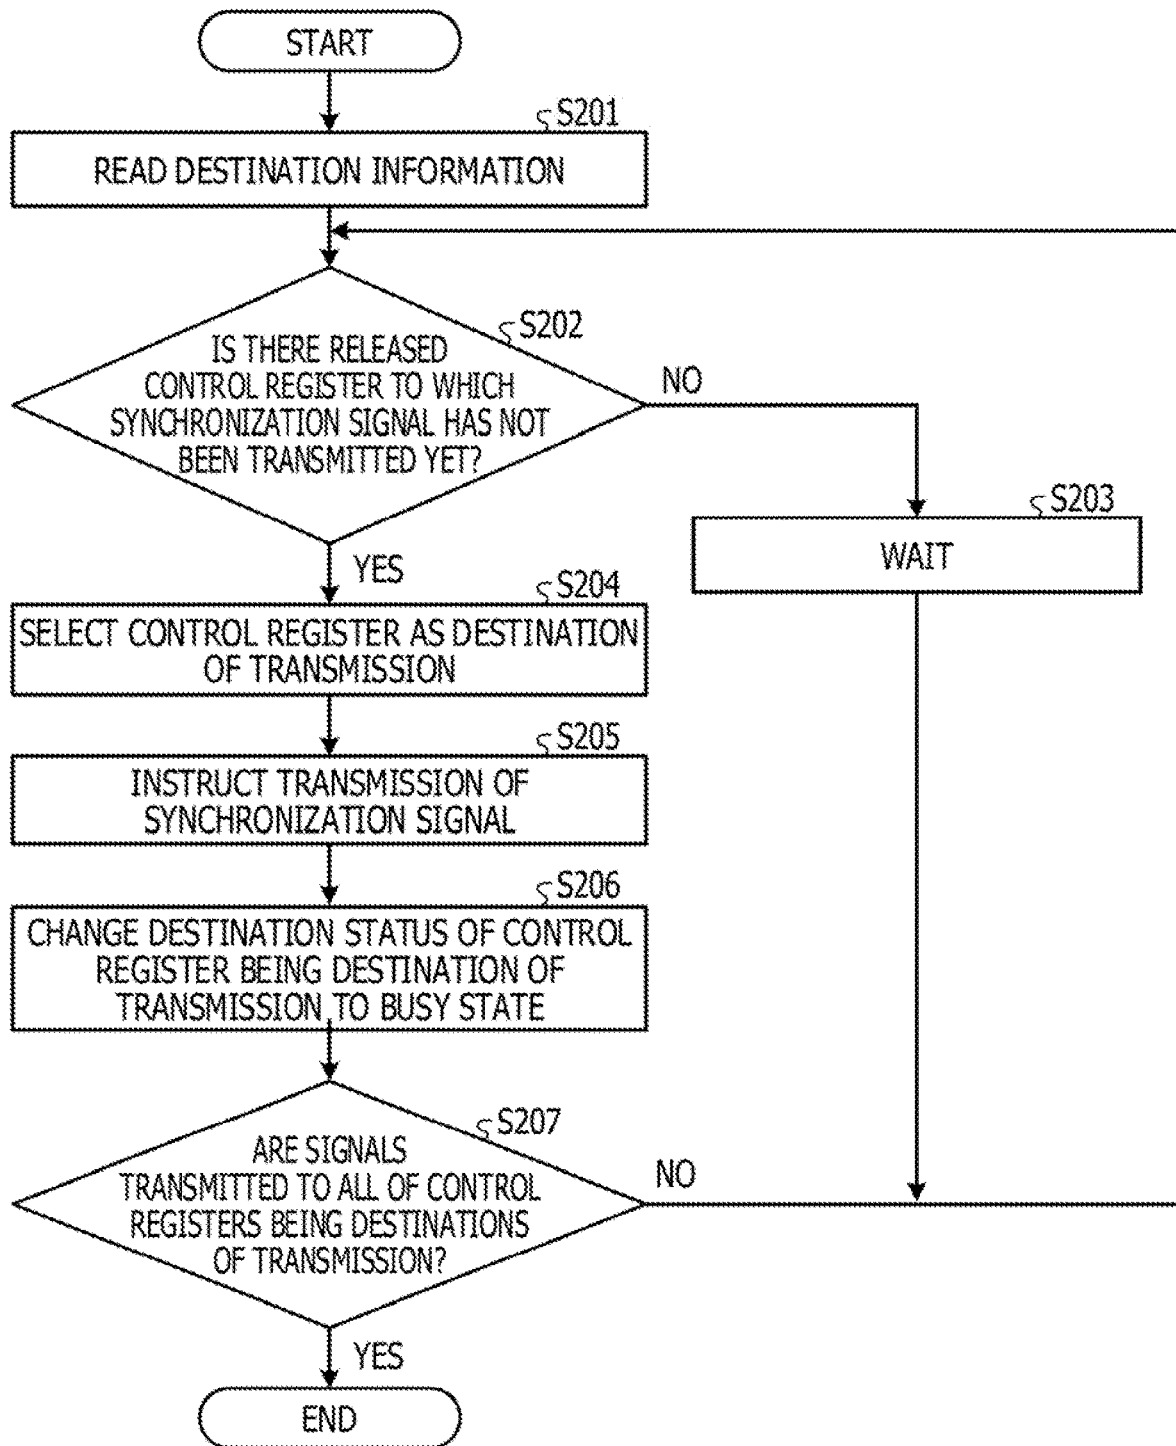 START
S201
READ DESTINATION INFORMATION
S202
IS THERE RELEASED
CONTROL REGISTER TO WHICH
SYNCHRONIZATION SIGNAL HAS NOT
BEEN TRANSMITTED YET?
NO
S203
WAIT
YES
S204
SELECT CONTROL REGISTER AS DESTINATION
OF TRANSMISSION
S205
INSTRUCT TRANSMISSION OF
SYNCHRONIZATION SIGNAL
S206
CHANGE DESTINATION STATUS OF CONTROL
REGISTER BEING DESTINATION OF
TRANSMISSION TO BUSY STATE
S207
ARE SIGNALS
TRANSMITTED TO ALL OF CONTROL
REGISTERS BEING DESTINATIONS
OF TRANSMISSION?
NO
YES
END